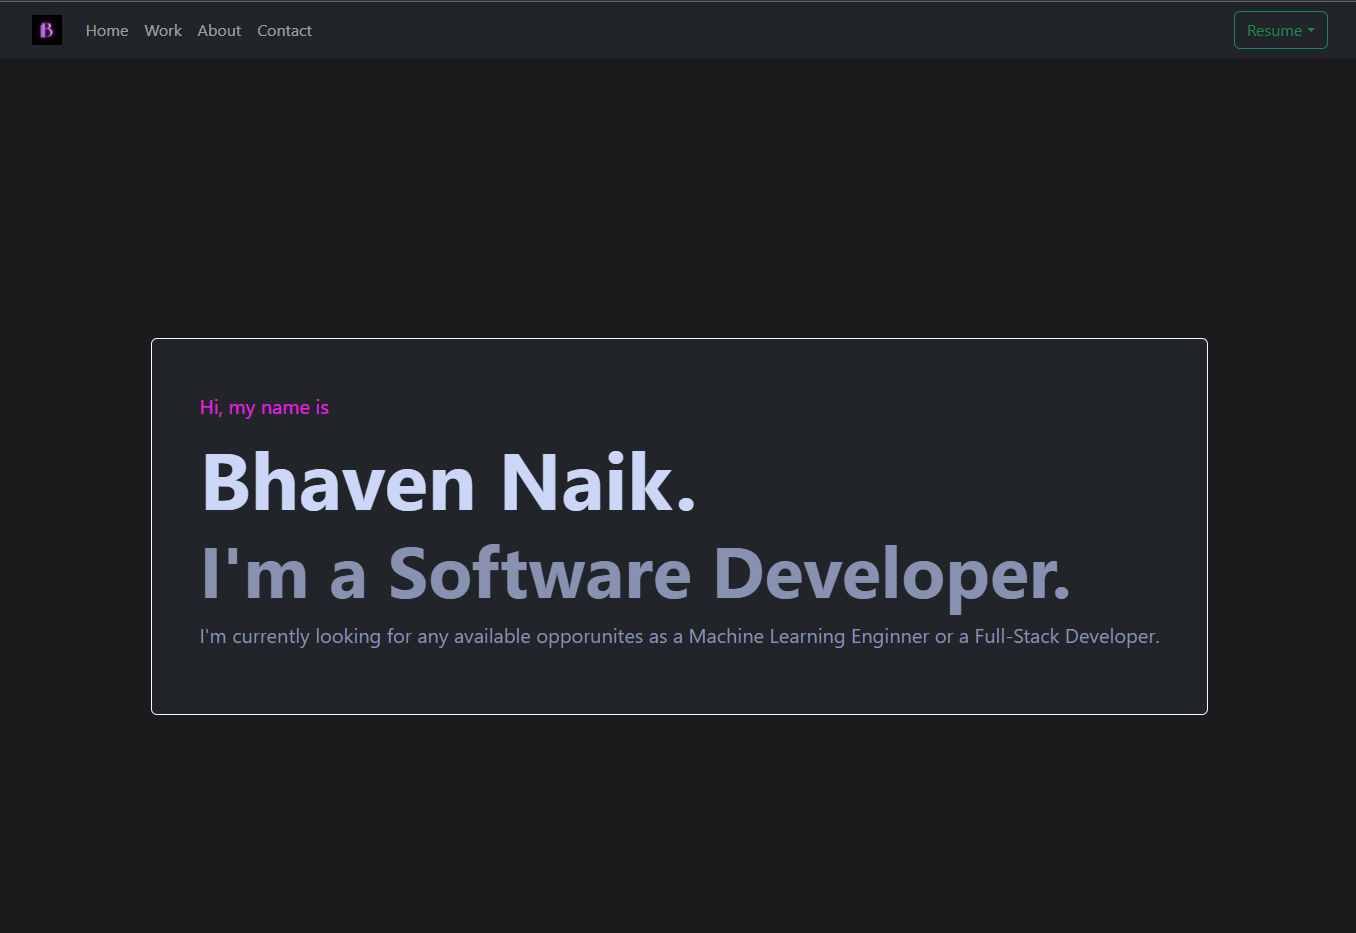 B
Home Work About Contact Resume
Hi, my name is
Bhaven Naik.
I'm a Software Developer.
I'm currently looking for any available opporunites as a Machine Learning Enginner or a Full-Stack Developer.